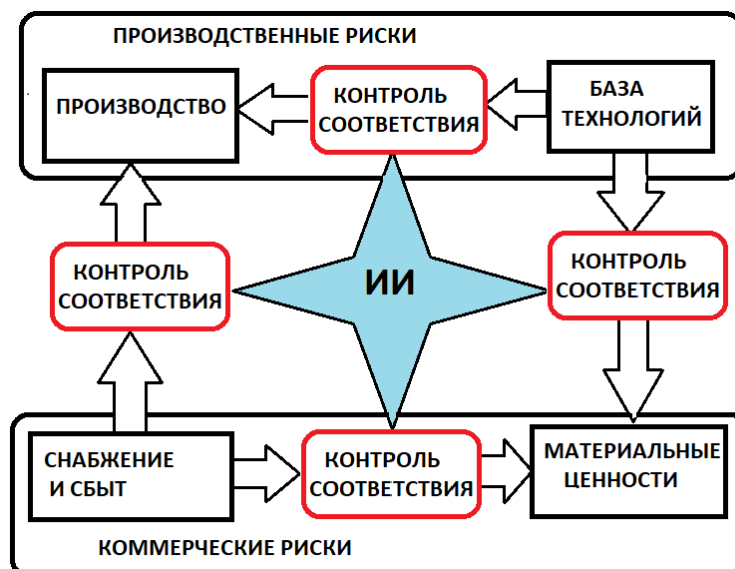 ПРОИЗВОДСТВЕННЫЕ РИСКИ
ПРОИЗВОДСТВО
КОНТРОЛЬ
СООТВЕТСТВИЯ
БАЗА
ТЕХНОЛОГИЙ
КОНТРОЛЬ
СООТВЕТСТВИЯ
ИИ
КОНТРОЛЬ
СООТВЕТСТВИЯ
СНАБЖЕНИЕ
И СБЫТ
КОНТРОЛЬ
СООТВЕТСТВИЯ
МАТЕРИАЛЬНЫЕ
ЦЕННОСТИ
КОММЕРЧЕСКИЕ РИСКИ